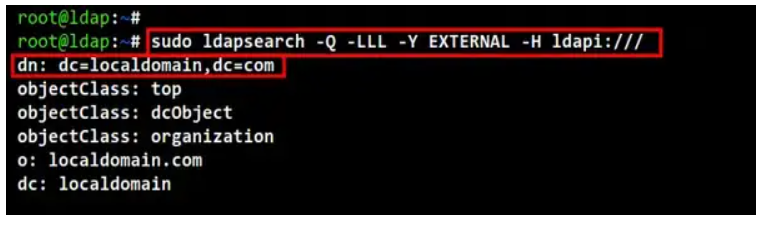 root@ldap:~#
root@ldap:~# sudo ldapsearch -Q -LLL -Y EXTERNAL -H ldapi:///
dn: dc=localdomain,dc=com
objectClass: top
objectClass: dcObject
objectClass: organization
o: localdomain.com
dc: localdomain